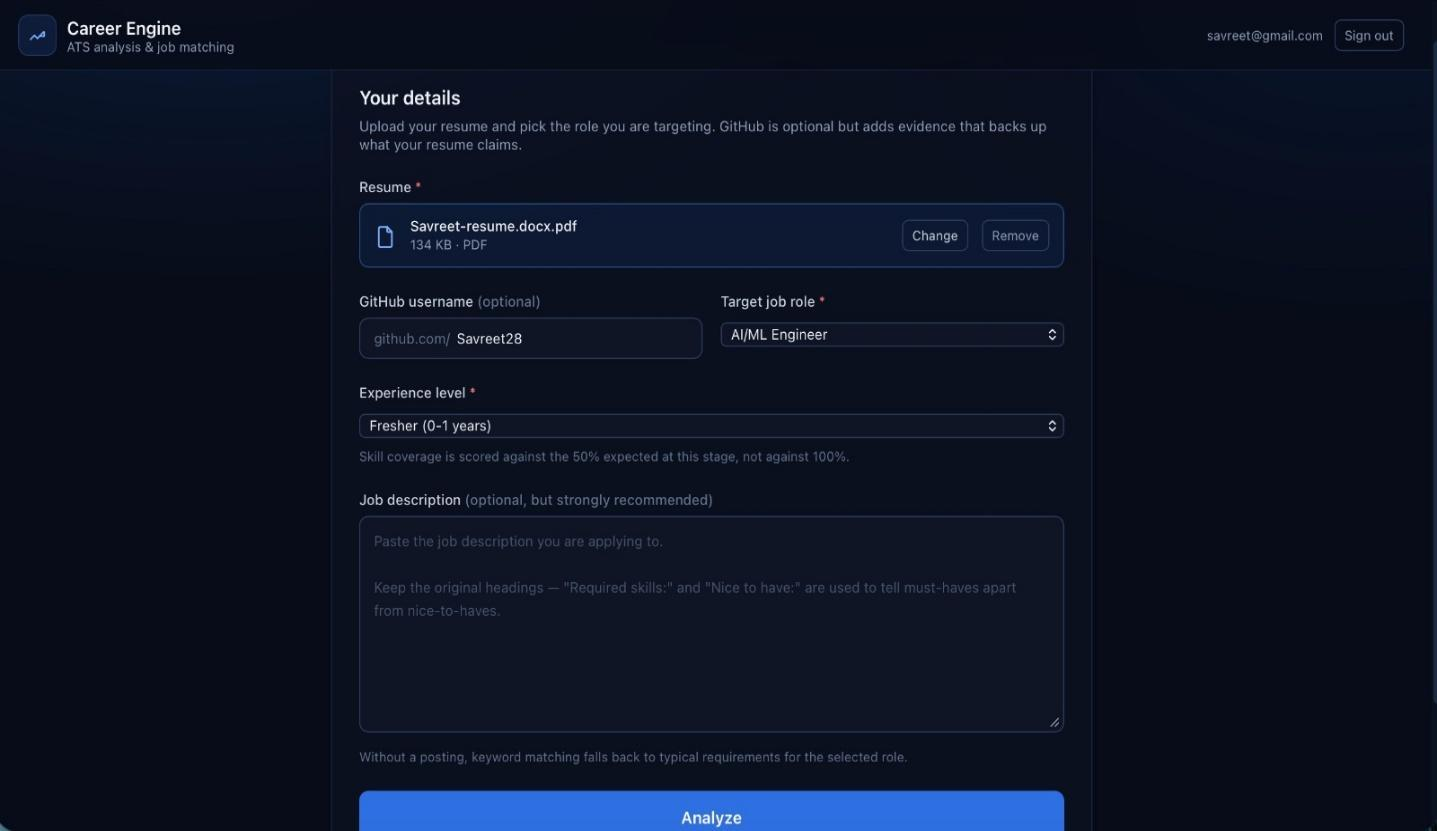 Career Engine
ATS analysis & job matching
savreet@gmail.com
Sign out
Your details
Upload your resume and pick the role you are targeting. GitHub is optional but adds evidence that backs up
what your resume claims.
Resume *
Savreet-resume.docx.pdf
134 KB · PDF
Change
Remove
GitHub username (optional)
Target job role *
github.com/ Savreet28
AI/ML Engineer
Experience level *
Fresher (0-1 years)
Skill coverage is scored against the 50% expected at this stage, not against 100%.
Job description (optional, but strongly recommended)
Paste the job description you are applying to.
Keep the original headings — "Required skills:" and "Nice to have:" are used to tell must-haves apart
from nice-to-haves.
Without a posting, keyword matching falls back to typical requirements for the selected role.
Analyze